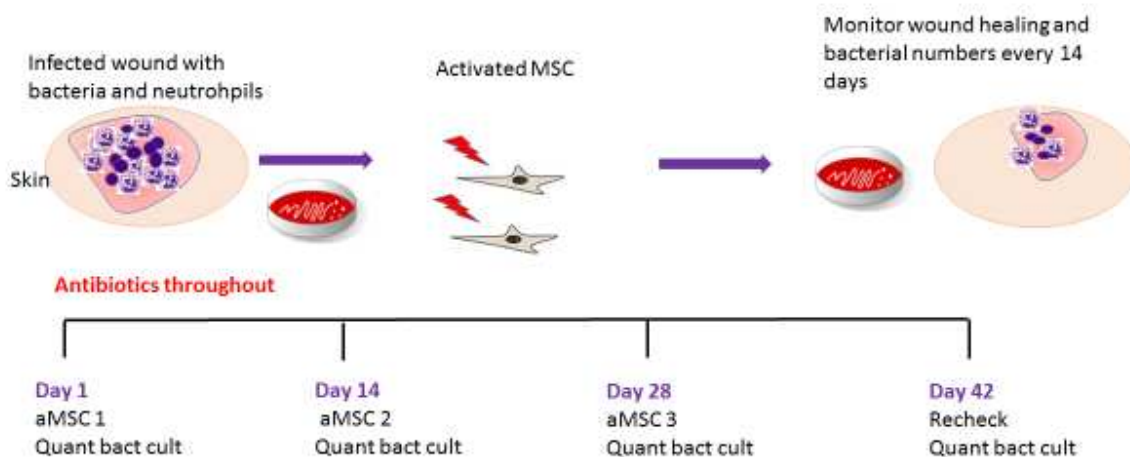 Infected wound with
bacteria and neutrohpils
Activated MSC
Monitor wound healing and
bacterial numbers every 14
days
Skin
Antibiotics throughout
Day 1
aMSC 1
Quant bact cult
Day 14
aMSC 2
Quant bact cult
Day 28
aMSC 3
Quant bact cult
Day 42
Recheck
Quant bact cult